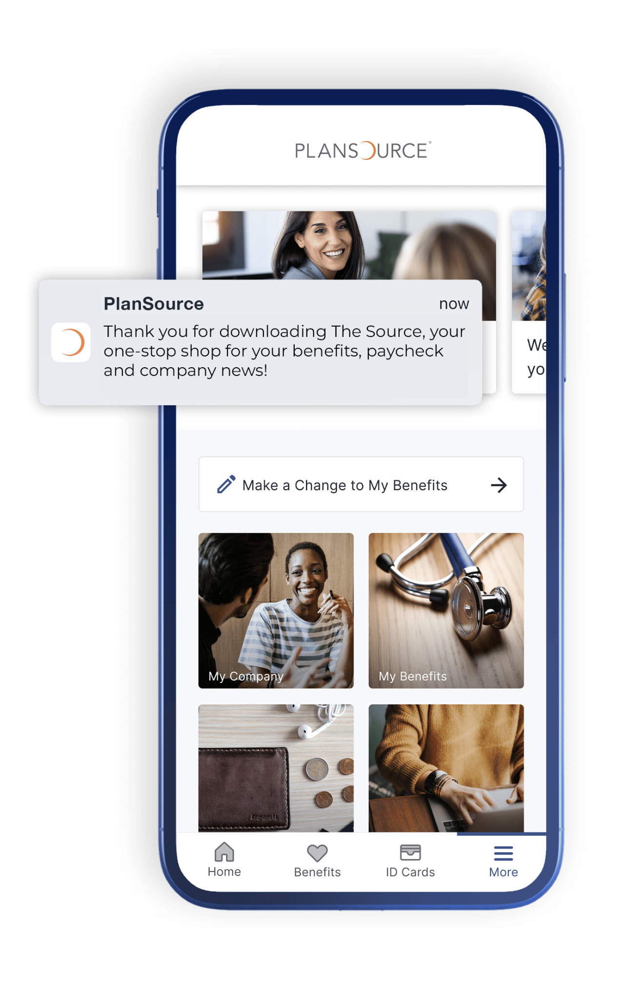 PLANSOURCE®
PlanSource
now
Thank you for downloading The Source, your
one-stop shop for your benefits, paycheck
and company news!
We
yo
Make a Change to My Benefits
My Company
My Benefits
Home
Benefits
ID Cards
More